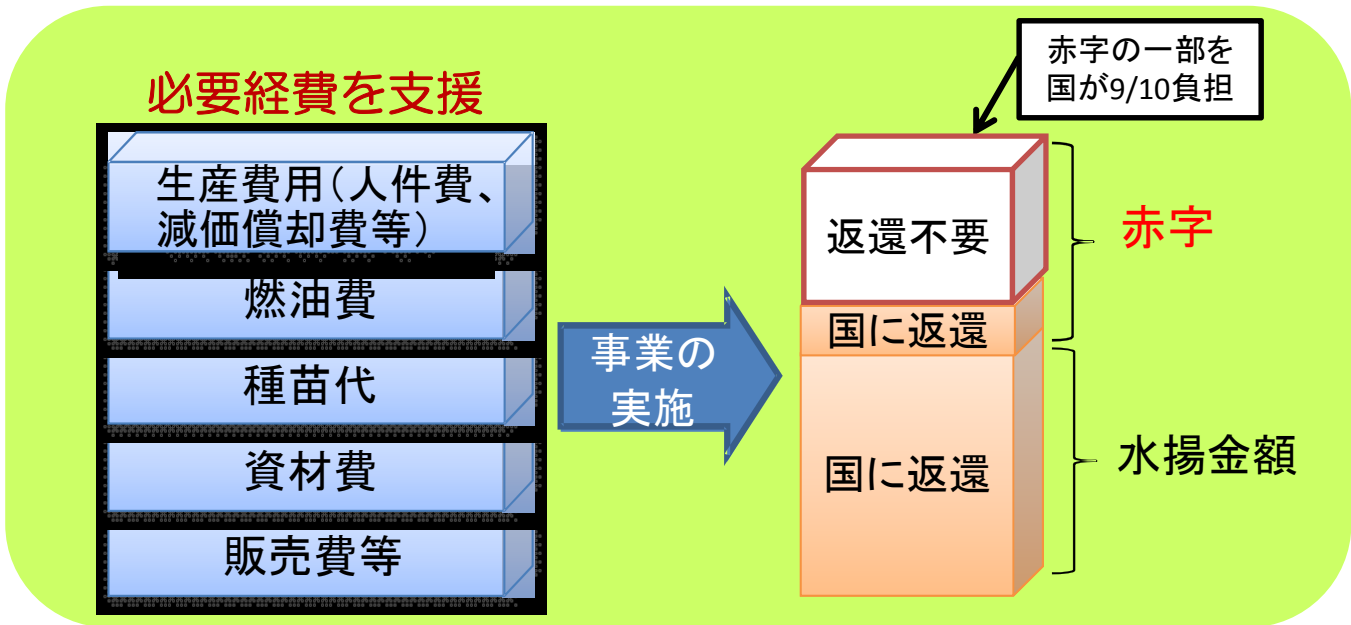 必要経費を支援
生産費用(人件費、
減価償却費等)
燃油費
種苗代
資材費
販売費等
事業の
実施
赤字の一部を
国が9/10負担
返還不要
国に返還
国に返還
赤字
水揚金額